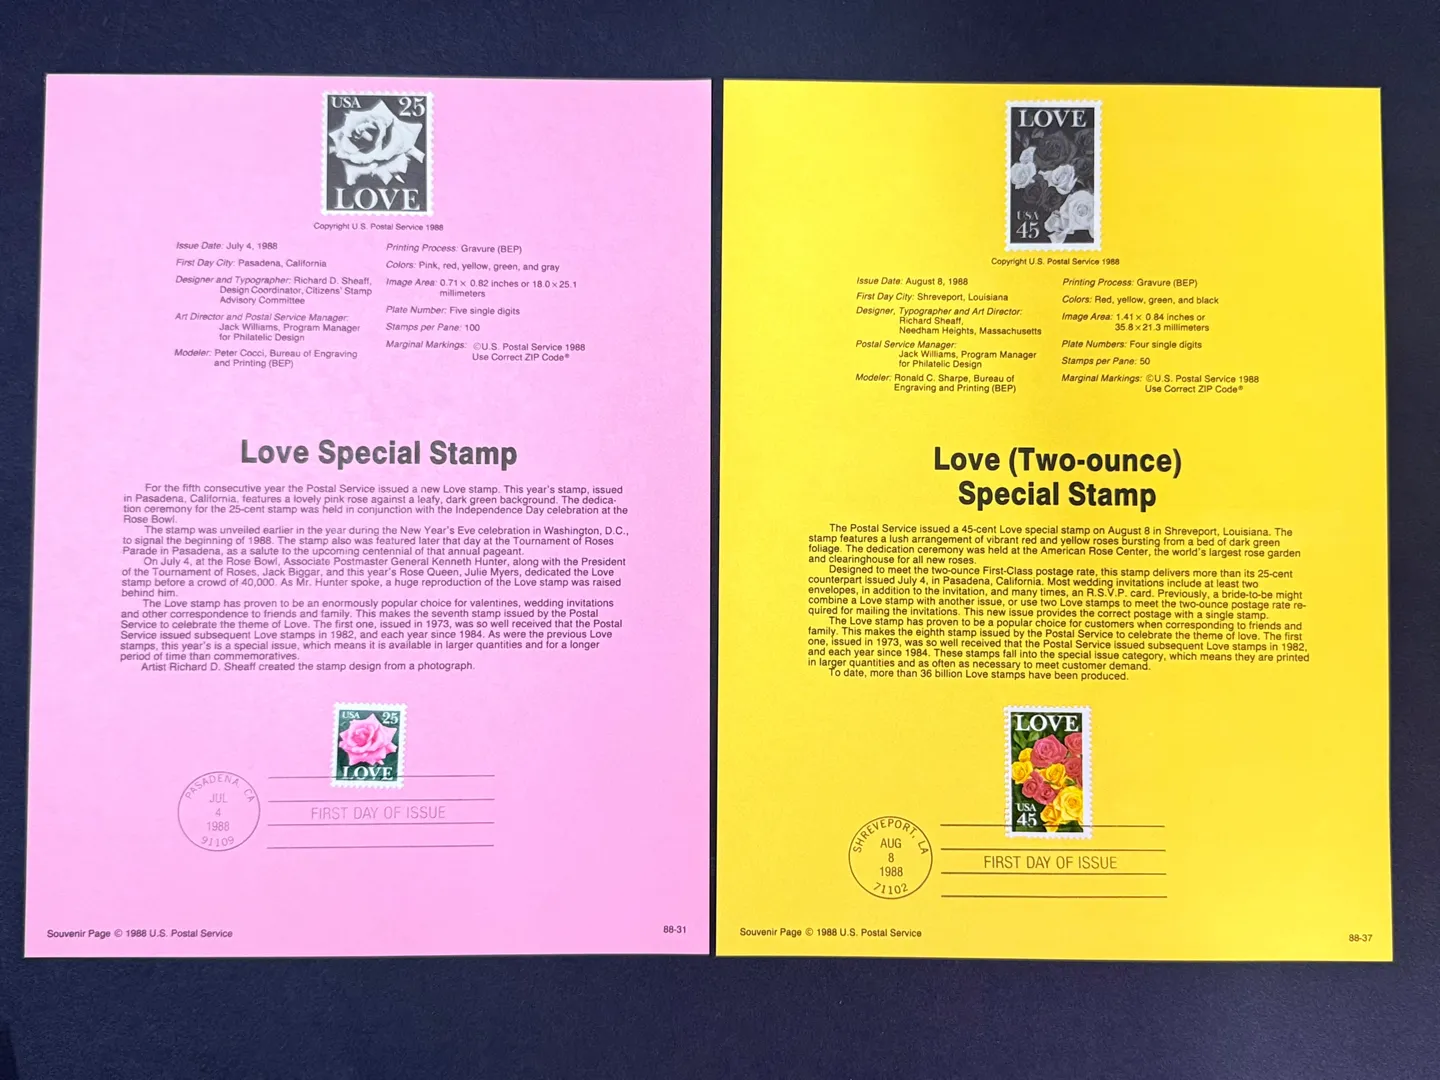 USA 25
LOVE
Copyright U.S. Postal Service 1988
Issue Date: July 4, 1988
First Day City: Pasadena, California
Designer and Typographer: Richard D. Sheaff,
Design Coordinator, Citizens' Stamp
Advisory Committee
Art Director and Postal Service Manager:
Jack Williams, Program Manager
for Philatelic Design
Modeler: Peter Cocci, Bureau of Engraving
and Printing (BEP)
Printing Process: Gravure (BEP)
Colors: Pink, red, yellow, green, and gray
Image Area: 0.71 × 0.82 inches or 18.0 × 25.1
millimeters
Plate Number: Five single digits
Stamps per Pane: 100
Marginal Markings: ©U.S. Postal Service 1988
Use Correct ZIP Code®
Love Special Stamp
For the fifth consecutive year the Postal Service issued a new Love stamp. This year's stamp, issued
in Pasadena, California, features a lovely pink rose against a leafy, dark green background. The dedica-
tion ceremony for the 25-cent stamp was held in conjunction with the Independence Day celebration at the
Rose Bowl.
The stamp was unveiled earlier in the year during the New Year's Eve celebration in Washington, D.C.,
to signal the beginning of 1988. The stamp also was featured later that day at the Tournament of Roses
Parade in Pasadena, as a salute to the upcoming centennial of that annual pageant.
On July 4, at the Rose Bowl, Associate Postmaster General Kenneth Hunter, along with the President
of the Tournament of Roses, Jack Biggar, and this year's Rose Queen, Julie Myers, dedicated the Love
stamp before a crowd of 40,000. As Mr. Hunter spoke, a huge reproduction of the Love stamp was raised
behind him.
The Love stamp has proven to be an enormously popular choice for valentines, wedding invitations
and other correspondence to friends and family. This makes the seventh stamp issued by the Postal
Service to celebrate the theme of Love. The first one, issued in 1973, was so well received that the Postal
Service issued subsequent Love stamps in 1982, and each year since 1984. As were the previous Love
stamps, this year's is a special issue, which means it is available in larger quantities and for a longer
period of time than commemoratives.
Artist Richard D. Sheaff created the stamp design from a photograph.
USA 25
LOVE
PASADENA, CA
JUL
4
1988
91109
FIRST DAY OF ISSUE
Souvenir Page © 1988 U.S. Postal Service
88-31
LOVE
USA
45
Copyright U.S. Postal Service 1988
Issue Date: August 8, 1988
First Day City: Shreveport, Louisiana
Designer, Typographer and Art Director:
Richard Sheaff,
Needham Heights, Massachusetts
Postal Service Manager:
Jack Williams, Program Manager
for Philatelic Design
Modeler: Ronald C. Sharpe, Bureau of
Engraving and Printing (BEP)
Printing Process: Gravure (BEP)
Colors: Red, yellow, green, and black
Image Area: 1.41 × 0.84 inches or
35.8 × 21.3 millimeters
Plate Numbers: Four single digits
Stamps per Pane: 50
Marginal Markings: ©U.S. Postal Service 1988
Use Correct ZIP Code®
Love (Two-ounce)
Special Stamp
The Postal Service issued a 45-cent Love special stamp on August 8 in Shreveport, Louisiana. The
stamp features a lush arrangement of vibrant red and yellow roses bursting from a bed of dark green
foliage. The dedication ceremony was held at the American Rose Center, the world's largest rose garden
and clearinghouse for all new roses.
Designed to meet the two-ounce First-Class postage rate, this stamp delivers more than its 25-cent
counterpart issued July 4, in Pasadena, California. Most wedding invitations include at least two
envelopes, in addition to the invitation, and many times, an R.S.V.P. card. Previously, a bride-to-be might
combine a Love stamp with another issue, or use two Love stamps to meet the two-ounce postage rate re-
quired for mailing the invitations. This new issue provides the correct postage with a single stamp.
The Love stamp has proven to be a popular choice for customers when corresponding to friends and
family. This makes the eighth stamp issued by the Postal Service to celebrate the theme of love. The first
one, issued in 1973, was so well received that the Postal Service issued subsequent Love stamps in 1982,
and each year since 1984. These stamps fall into the special issue category, which means they are printed
in larger quantities and as often as necessary to meet customer demand.
To date, more than 36 billion Love stamps have been produced.
LOVE
USA
45
SHREVEPORT, LA
AUG
8
1988
71102
FIRST DAY OF ISSUE
Souvenir Page © 1988 U.S. Postal Service
88-37